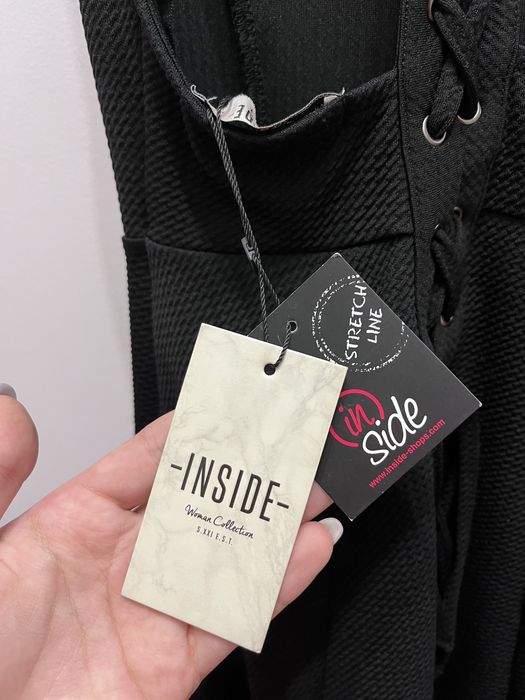 STRETCH
LINE
in
side
www.inside-shops.com
-INSIDE-
Woman Collection
S.XXI E.S.T.